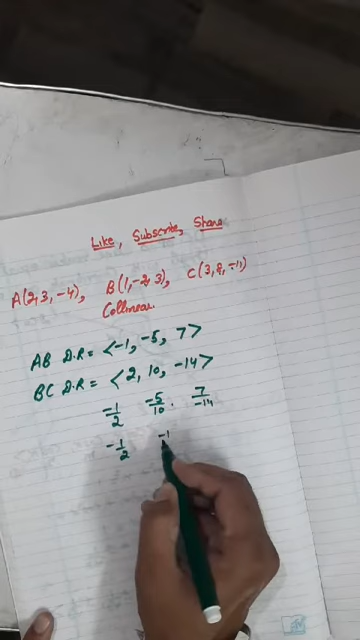 Like, Subscribe, Share
A(2,3,-4), B(1,-2,3), C(3,8,-11)
Collinear.
AB D.R = <-1, -5, 7>
BC D.R = <2, 10, -14>
-1/2 -5/10 . 7/-14
-1/2 -1